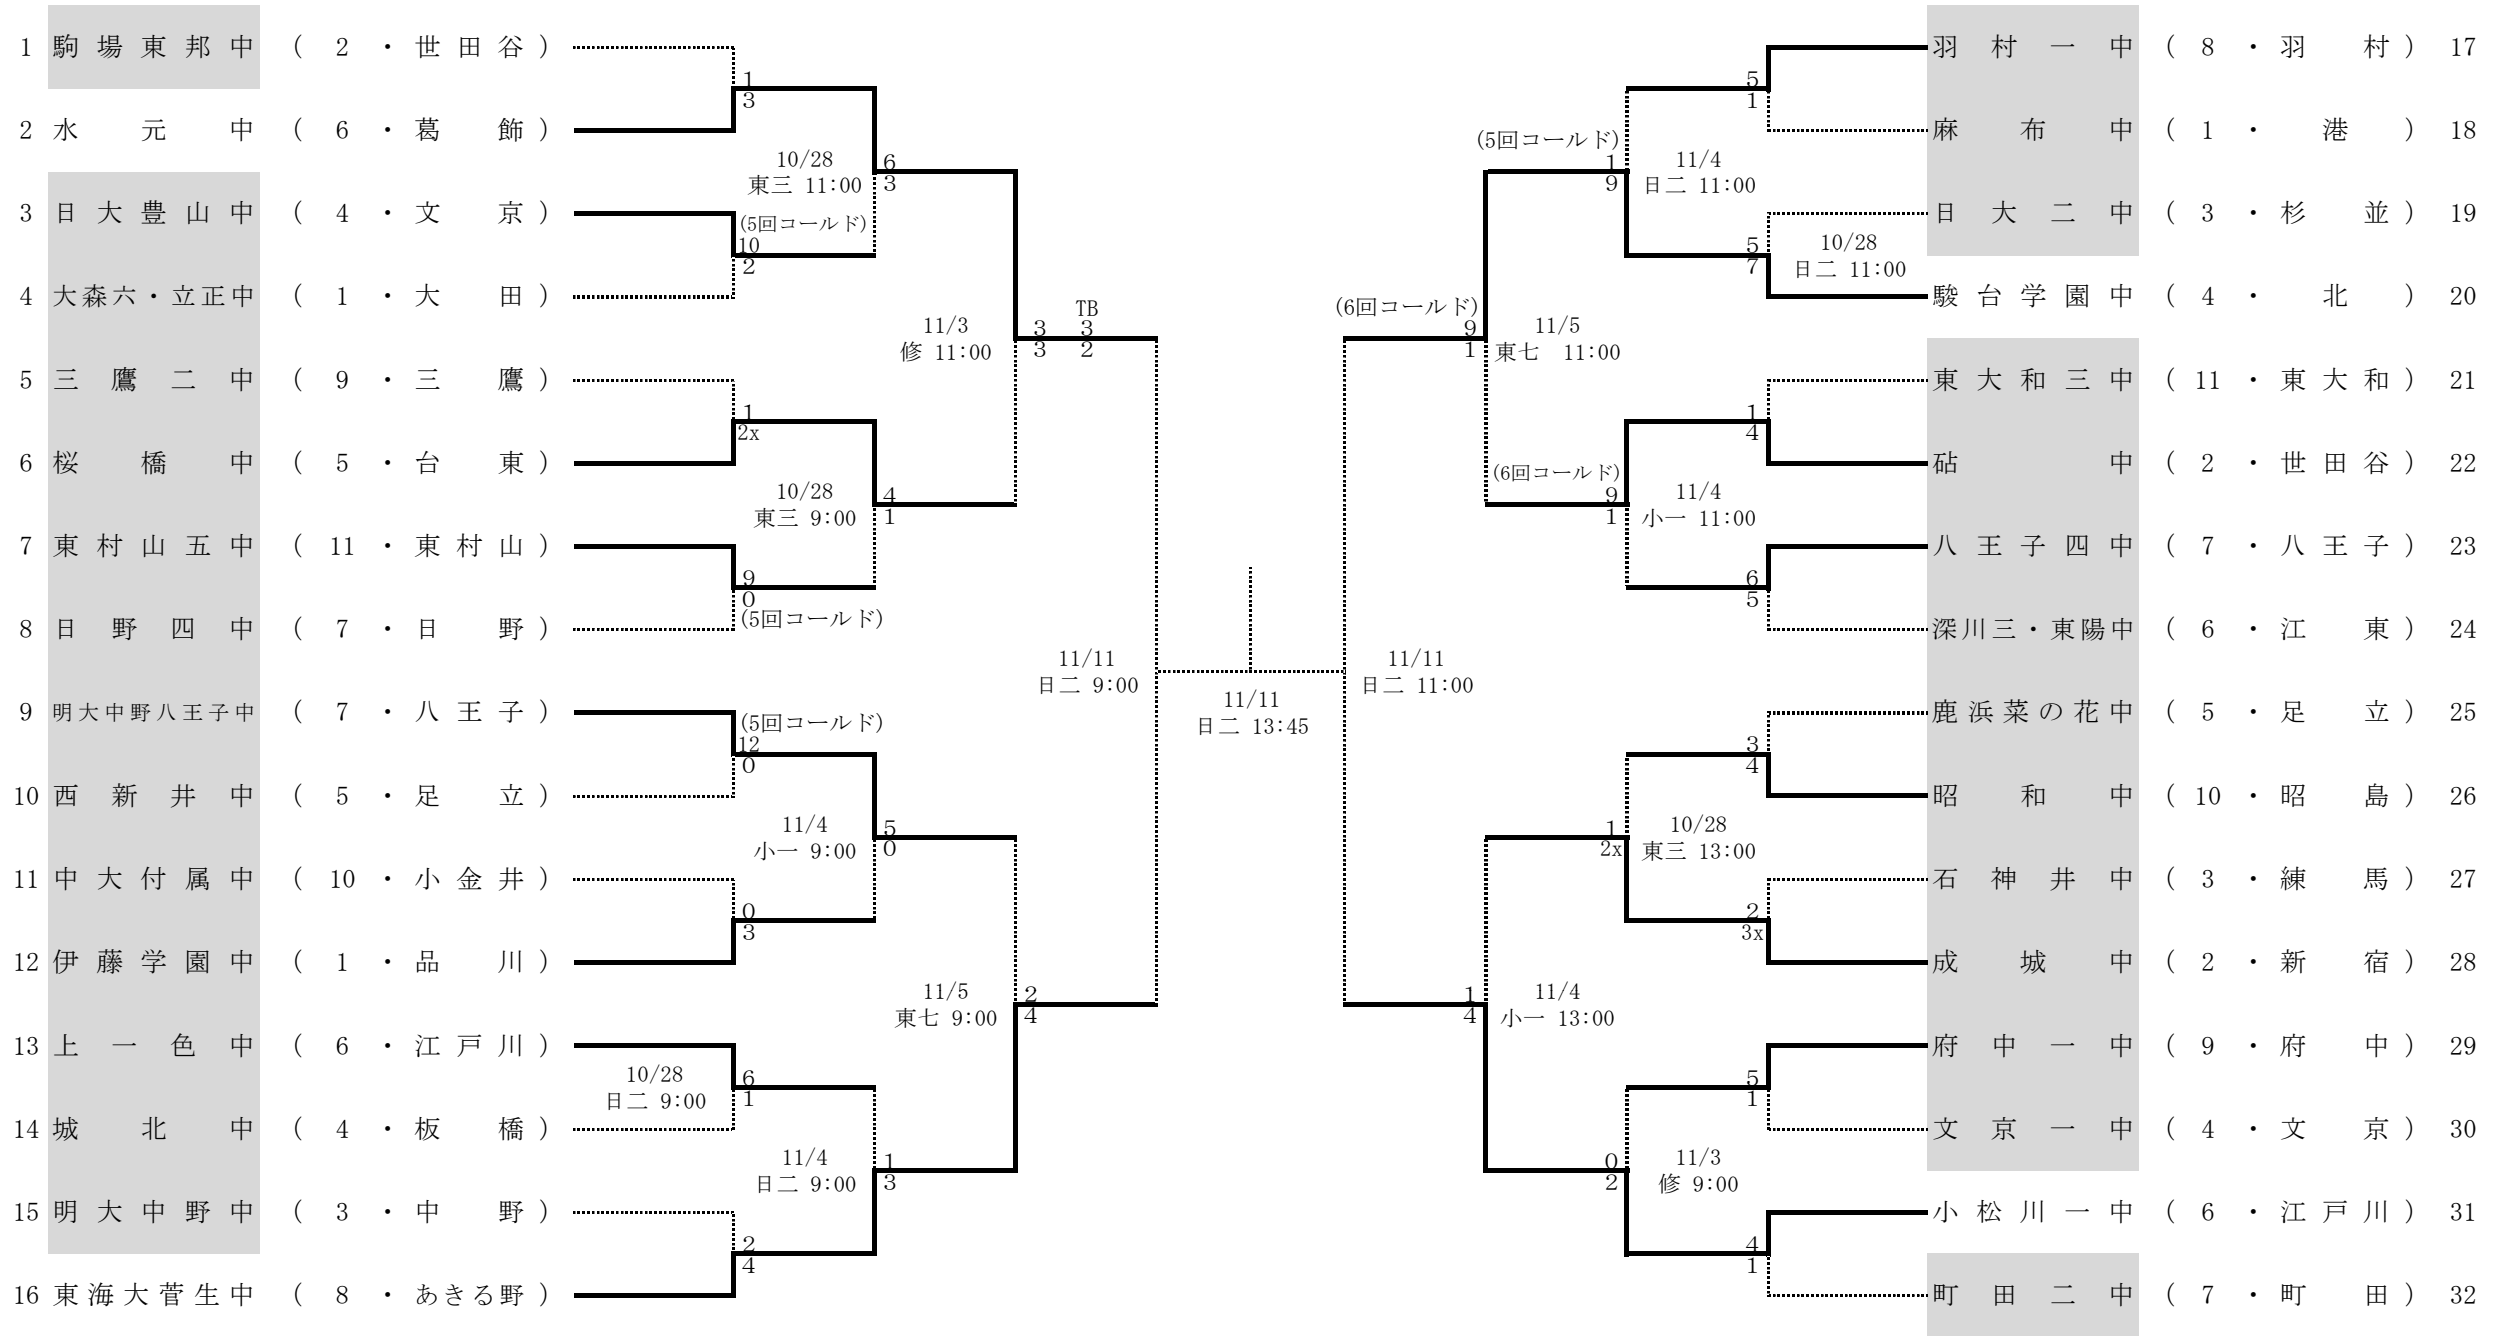 1 駒場東邦中 ( 2 ・ 世田谷 )
2 水元中 ( 6 ・ 葛飾 )
3 日大豊山中 ( 4 ・ 文京 )
4 大森六・立正中 ( 1 ・ 大田 )
5 三鷹二中 ( 9 ・ 三鷹 )
6 桜橋中 ( 5 ・ 台東 )
7 東村山五中 ( 11 ・ 東村山 )
8 日野四中 ( 7 ・ 日野 )
9 明大中野八王子中 ( 7 ・ 八王子 )
10 西新井中 ( 5 ・ 足立 )
11 中大付属中 ( 10 ・ 小金井 )
12 伊藤学園中 ( 1 ・ 品川 )
13 上一色中 ( 6 ・ 江戸川 )
14 城北中 ( 4 ・ 板橋 )
15 明大中野中 ( 3 ・ 中野 )
16 東海大菅生中 ( 8 ・ あきる野 )
1
3
10/28
東三 11:00
6
3
(5回コールド)
10
2
11/3
修 11:00
3
3
TB
3
2
1
2x
10/28
東三 9:00
4
1
9
0
(5回コールド)
11/11
日二 9:00
(5回コールド)
12
0
11/4
小一 9:00
5
0
0
3
11/5
東七 9:00
2
4
10/28
日二 9:00
6
1
11/4
日二 9:00
1
3
2
4
11/11
日二 13:45
5
1
(5回コールド)
1
9
11/4
日二 11:00
5
7
10/28
日二 11:00
(6回コールド)
9
1
11/5
東七 11:00
1
4
(6回コールド)
9
1
11/4
小一 11:00
6
5
11/11
日二 11:00
3
4
1
2x
10/28
東三 13:00
2
3x
1
4
11/4
小一 13:00
5
1
0
2
11/3
修 9:00
4
1
羽村一中 ( 8 ・ 羽村 ) 17
麻布中 ( 1 ・ 港 ) 18
日大二中 ( 3 ・ 杉並 ) 19
駿台学園中 ( 4 ・ 北 ) 20
東大和三中 ( 11 ・ 東大和 ) 21
砧中 ( 2 ・ 世田谷 ) 22
八王子四中 ( 7 ・ 八王子 ) 23
深川三・東陽中 ( 6 ・ 江東 ) 24
鹿浜菜の花中 ( 5 ・ 足立 ) 25
昭和中 ( 10 ・ 昭島 ) 26
石神井中 ( 3 ・ 練馬 ) 27
成城中 ( 2 ・ 新宿 ) 28
府中一中 ( 9 ・ 府中 ) 29
文京一中 ( 4 ・ 文京 ) 30
小松川一中 ( 6 ・ 江戸川 ) 31
町田二中 ( 7 ・ 町田 ) 32